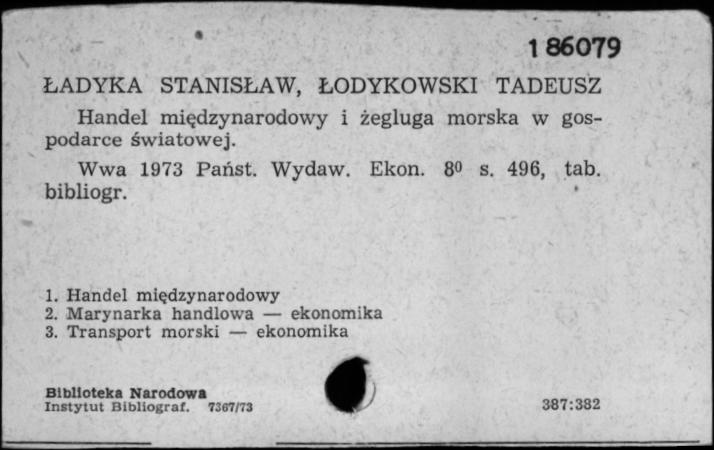 186079
ŁADYKA STANISŁAW, ŁODYKOWSKI TADEUSZ
Handel międzynarodowy i żegluga morska w gos-
podarce światowej.
Wwa 1973 Państ. Wydaw. Ekon. 8⁰ s. 496, tab.
bibliogr.
1. Handel międzynarodowy
2. Marynarka handlowa — ekonomika
3. Transport morski — ekonomika
Biblioteka Narodowa
Instytut Bibliograf. 7367/73
387:382